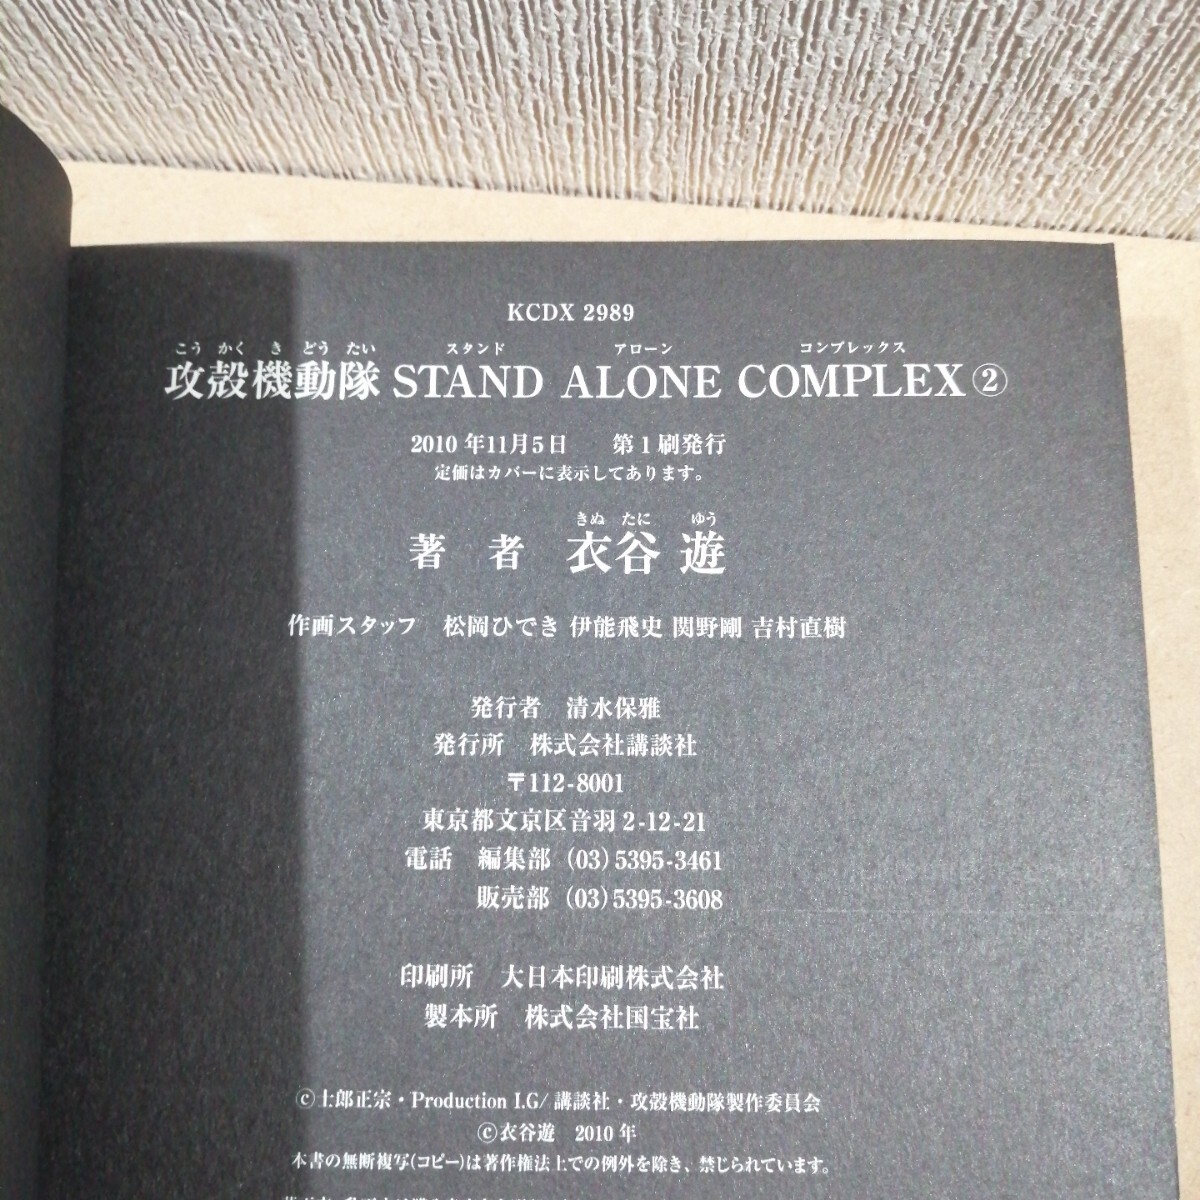 KCDX 2989
こう かく き どう たい スタンド アローン コンプレックス
攻殻機動隊 STAND ALONE COMPLEX②
2010年11月5日 第1刷発行
定価はカバーに表示してあります。
きぬ たに ゆう
著 者 衣谷 遊
作画スタッフ 松岡ひでき 伊能飛史 関野剛 吉村直樹
発行者 清水保雅
発行所 株式会社講談社
〒112-8001
東京都文京区音羽2-12-21
電話 編集部 (03)5395-3461
販売部 (03)5395-3608
印刷所 大日本印刷株式会社
製本所 株式会社国宝社
©士郎正宗・Production I.G/講談社・攻殻機動隊製作委員会
©衣谷遊 2010年
本書の無断複写(コピー)は著作権法上での例外を除き、禁じられています。